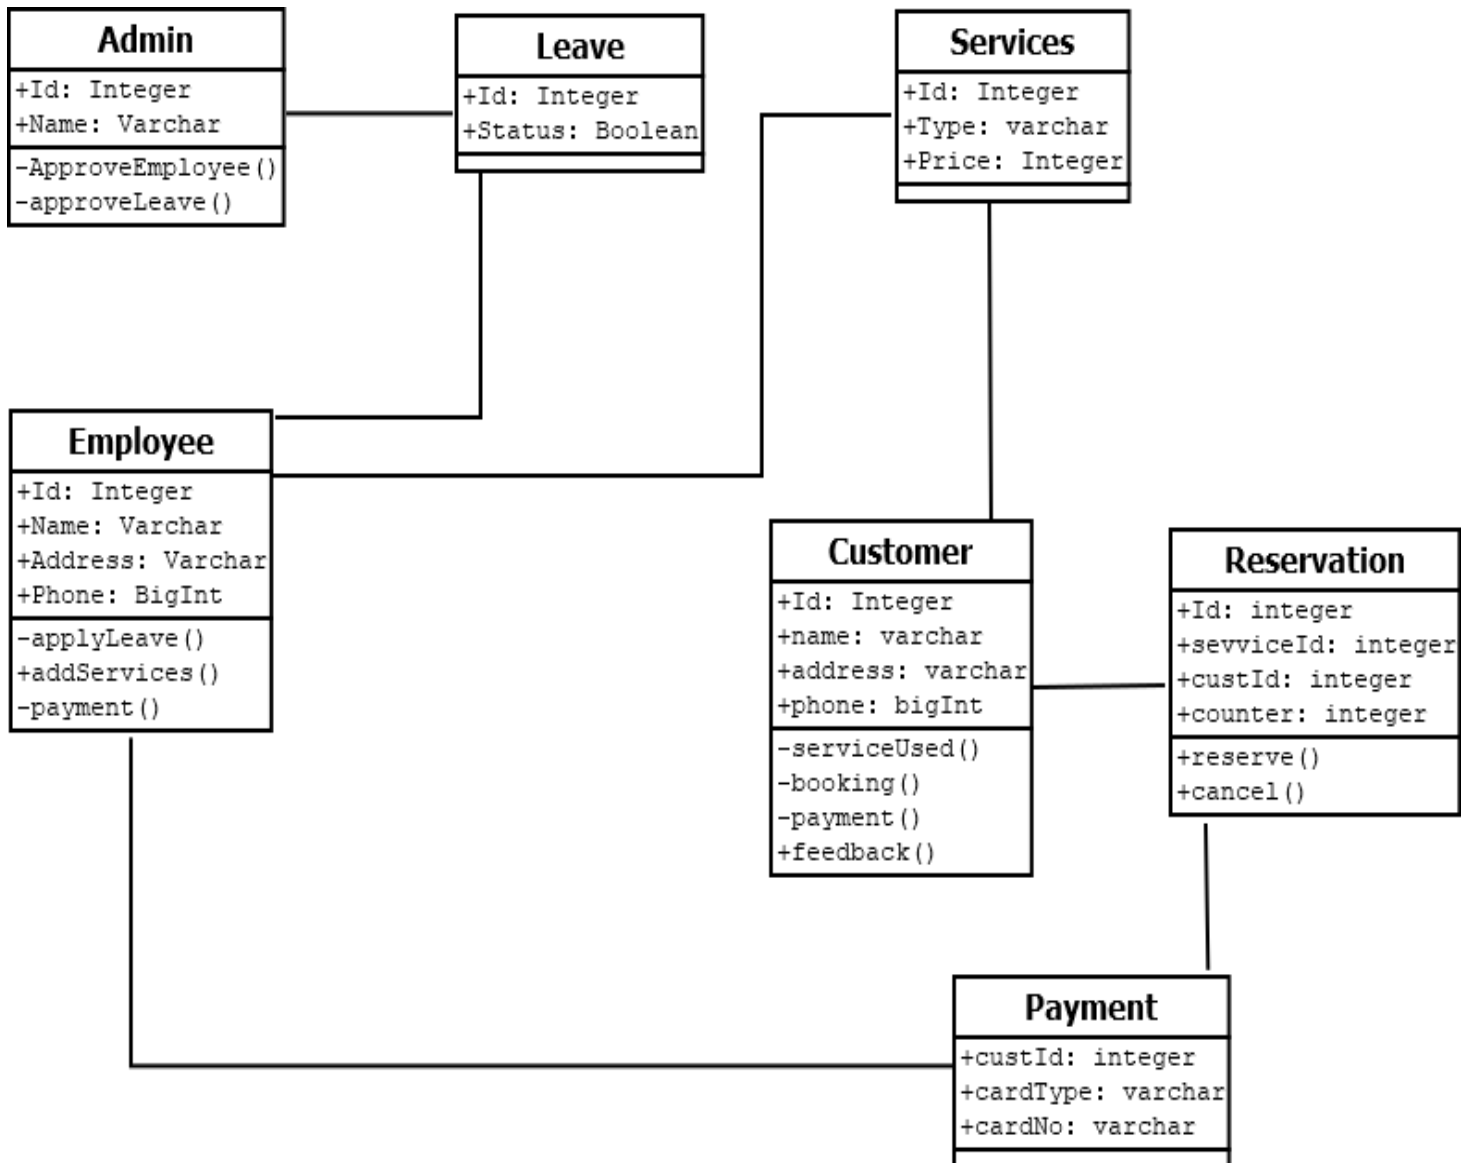 Admin
+Id: Integer
+Name: Varchar
-ApproveEmployee()
-approveLeave()
Leave
+Id: Integer
+Status: Boolean
Services
+Id: Integer
+Type: varchar
+Price: Integer
Employee
+Id: Integer
+Name: Varchar
+Address: Varchar
+Phone: BigInt
-applyLeave()
+addServices()
-payment()
Customer
+Id: Integer
+name: varchar
+address: varchar
+phone: bigInt
-serviceUsed()
-booking()
-payment()
+feedback()
Reservation
+Id: integer
+sevviceId: integer
+custId: integer
+counter: integer
+reserve()
+cancel()
Payment
+custId: integer
+cardType: varchar
+cardNo: varchar